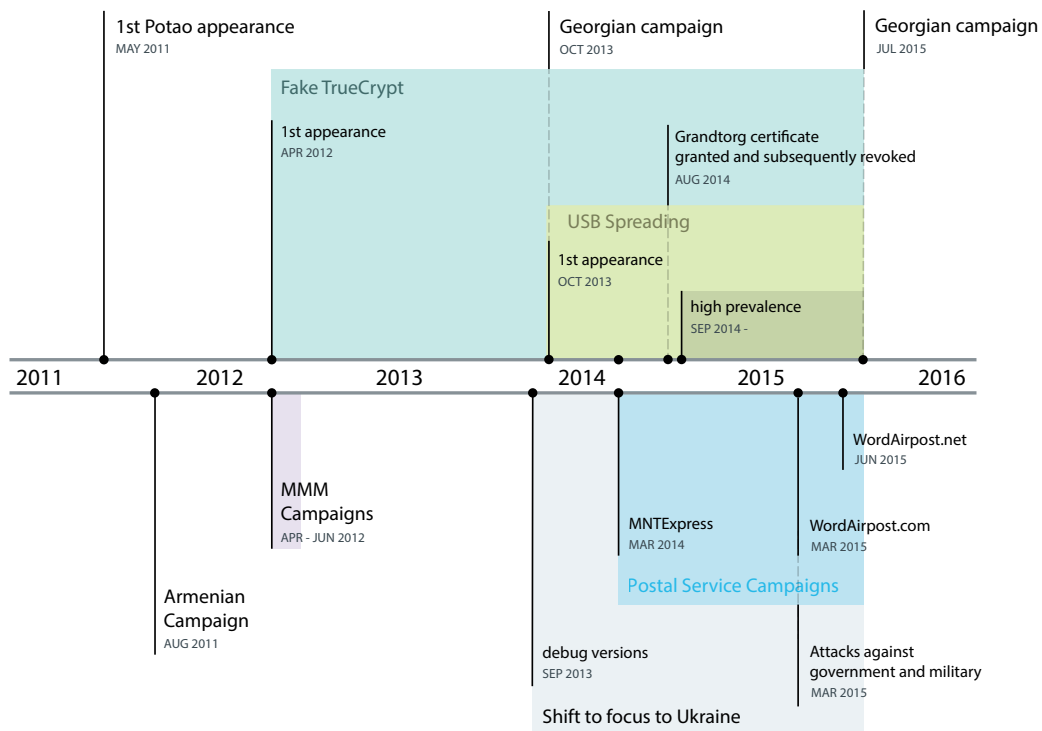 1st Potao appearance
MAY 2011
Georgian campaign
OCT 2013
Georgian campaign
JUL 2015
Fake TrueCrypt
1st appearance
APR 2012
Grandtorg certificate
granted and subsequently revoked
AUG 2014
USB Spreading
1st appearance
OCT 2013
high prevalence
SEP 2014 -
2011 2012 2013 2014 2015 2016
WordAirpost.net
JUN 2015
MMM
Campaigns
APR - JUN 2012
MNTExpress
MAR 2014
WordAirpost.com
MAR 2015
Postal Service Campaigns
Armenian
Campaign
AUG 2011
debug versions
SEP 2013
Attacks against
government and military
MAR 2015
Shift to focus to Ukraine